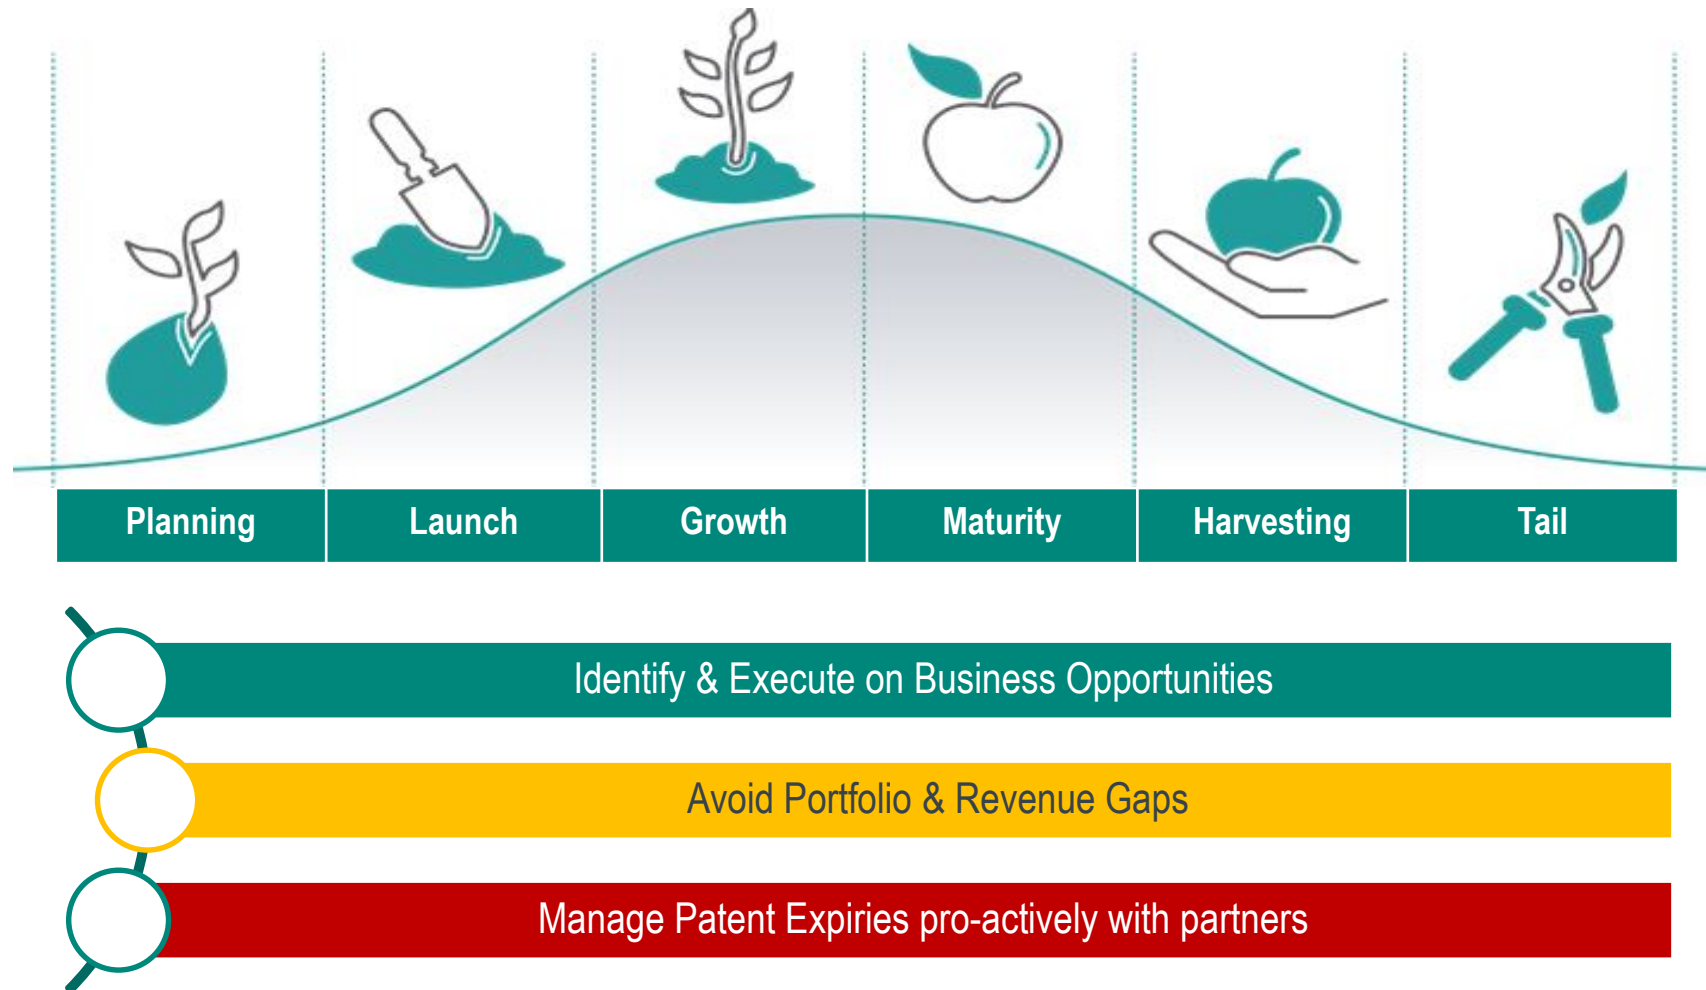 Planning
Launch
Growth
Maturity
Harvesting
Tail
Identify & Execute on Business Opportunities
Avoid Portfolio & Revenue Gaps
Manage Patent Expiries pro-actively with partners